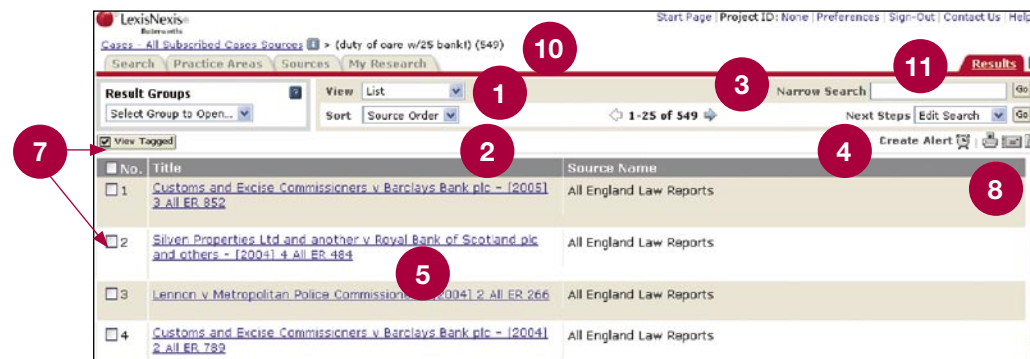 LexisNexis®
Butterworths
Start Page | Project ID: None | Preferences | Sign-Out | Contact Us | Help
Cases - All Subscribed Cases Sources i > (duty of care w/25 bank!) (549)
10
Search Practice Areas Sources My Research
11
Results
Result Groups
View List
1
3
Narrow Search
Go
Select Group to Open...
Sort Source Order
1-25 of 549
Next Steps Edit Search Go
7
View Tagged
2
4
Create Alert
No. Title Source Name
8
1 Customs and Excise Commissioners v Barclays Bank plc - [2005] All England Law Reports
3 All ER 852
2 Silven Properties Ltd and another v Royal Bank of Scotland plc All England Law Reports
and others - [2004] 4 All ER 484
5
3 Lennon v Metropolitan Police Commissione [2004] 2 All ER 266 All England Law Reports
4 Customs and Excise Commissioners v Barclays Bank plc - [2004] All England Law Reports
2 All ER 789